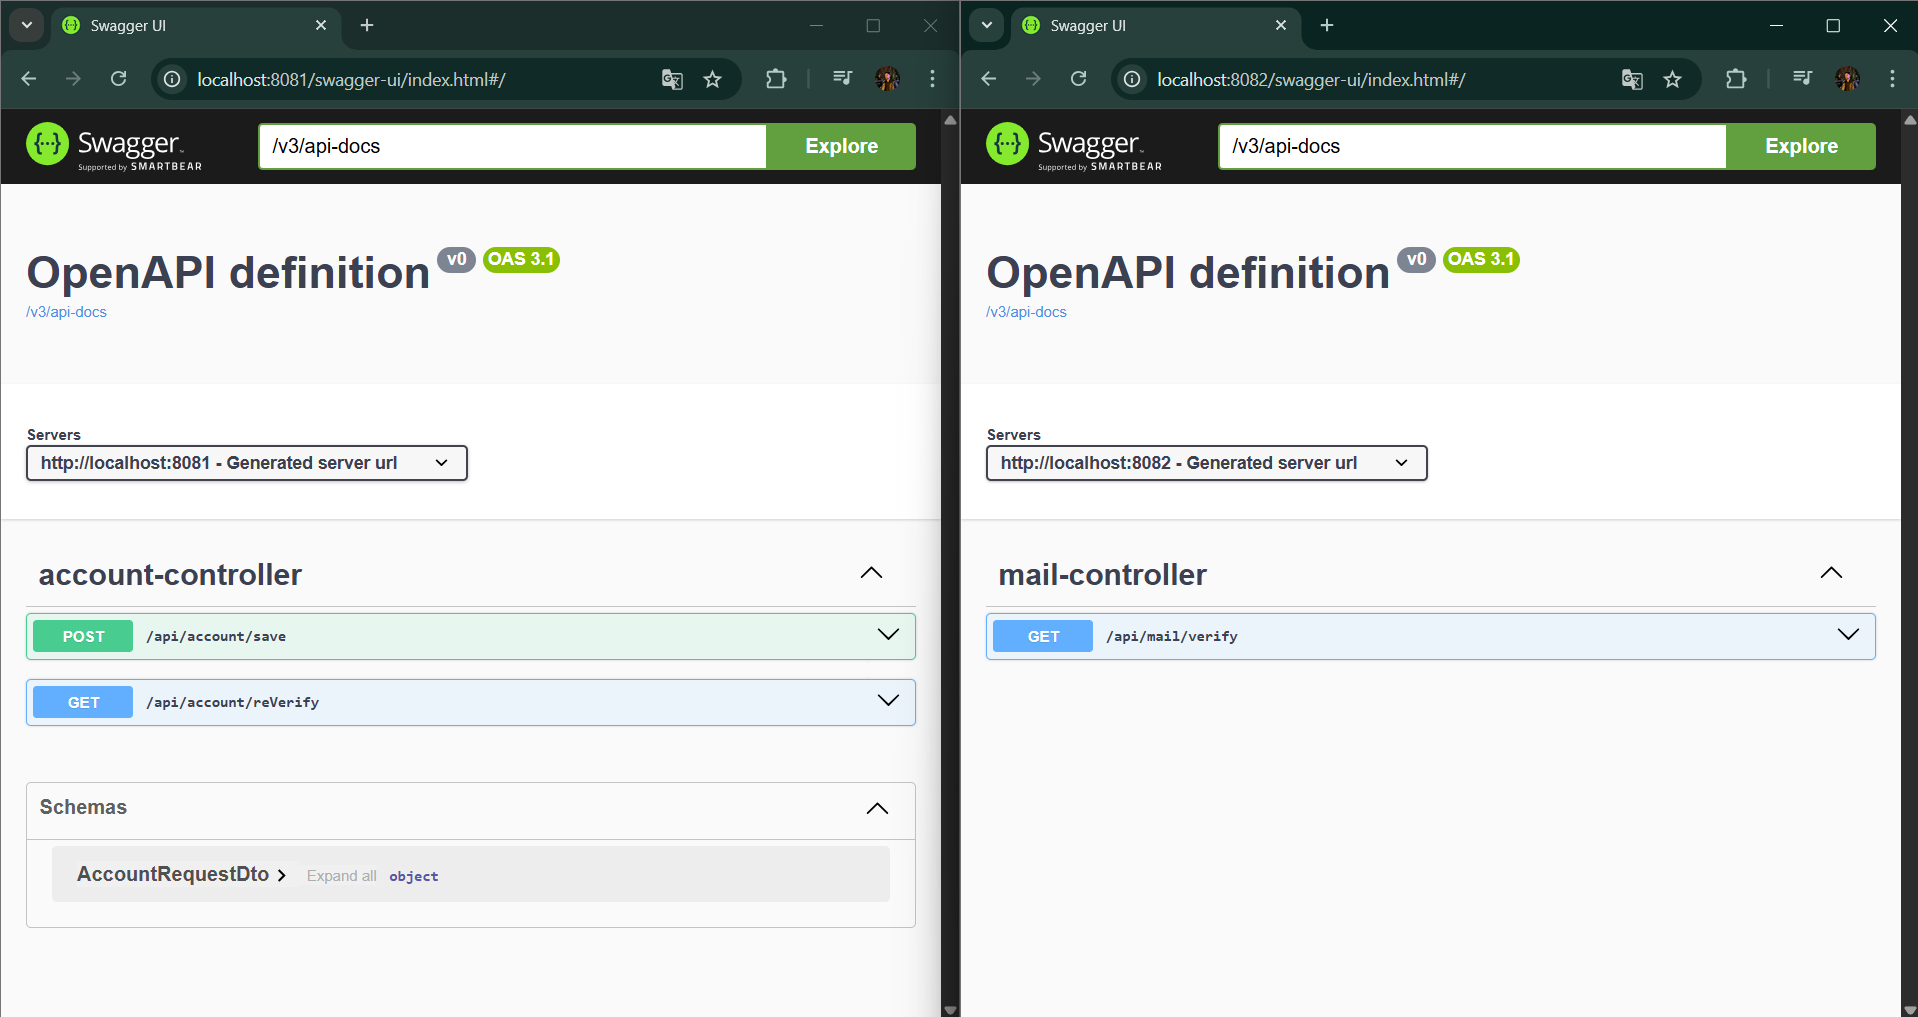 Swagger UI
localhost:8081/swagger-ui/index.html#/
Swagger
Supported by SMARTBEAR
/v3/api-docs
Explore
OpenAPI definition v0 OAS 3.1
/v3/api-docs
Servers
http://localhost:8081 - Generated server url
account-controller
POST /api/account/save
GET /api/account/reVerify
Schemas
AccountRequestDto Expand all object
Swagger UI
localhost:8082/swagger-ui/index.html#/
Swagger
Supported by SMARTBEAR
/v3/api-docs
Explore
OpenAPI definition v0 OAS 3.1
/v3/api-docs
Servers
http://localhost:8082 - Generated server url
mail-controller
GET /api/mail/verify